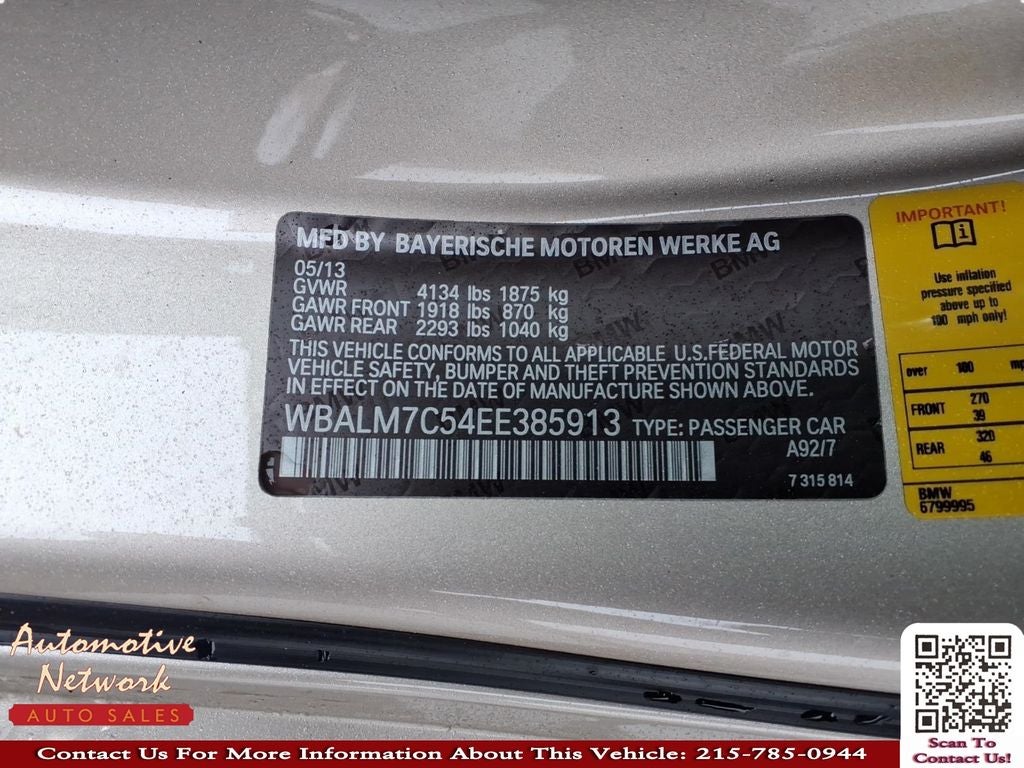 MFD BY BAYERISCHE MOTOREN WERKE AG
05/13
GVWR 4134 lbs 1875 kg
GAWR FRONT 1918 lbs 870 kg
GAWR REAR 2293 lbs 1040 kg
THIS VEHICLE CONFORMS TO ALL APPLICABLE U.S.FEDERAL MOTOR
VEHICLE SAFETY, BUMPER AND THEFT PREVENTION STANDARDS
IN EFFECT ON THE DATE OF MANUFACTURE SHOWN ABOVE.
WBALM7C54EE385913 TYPE: PASSENGER CAR
A92/7
7 315 814
IMPORTANT!
Use inflation
pressure specified
above up to
100 mph only!
over 100
FRONT 270
39
REAR 320
46
BMW
6799995
Automotive
Network
AUTO SALES
Contact Us For More Information About This Vehicle: 215-785-0944
Scan To
Contact Us!